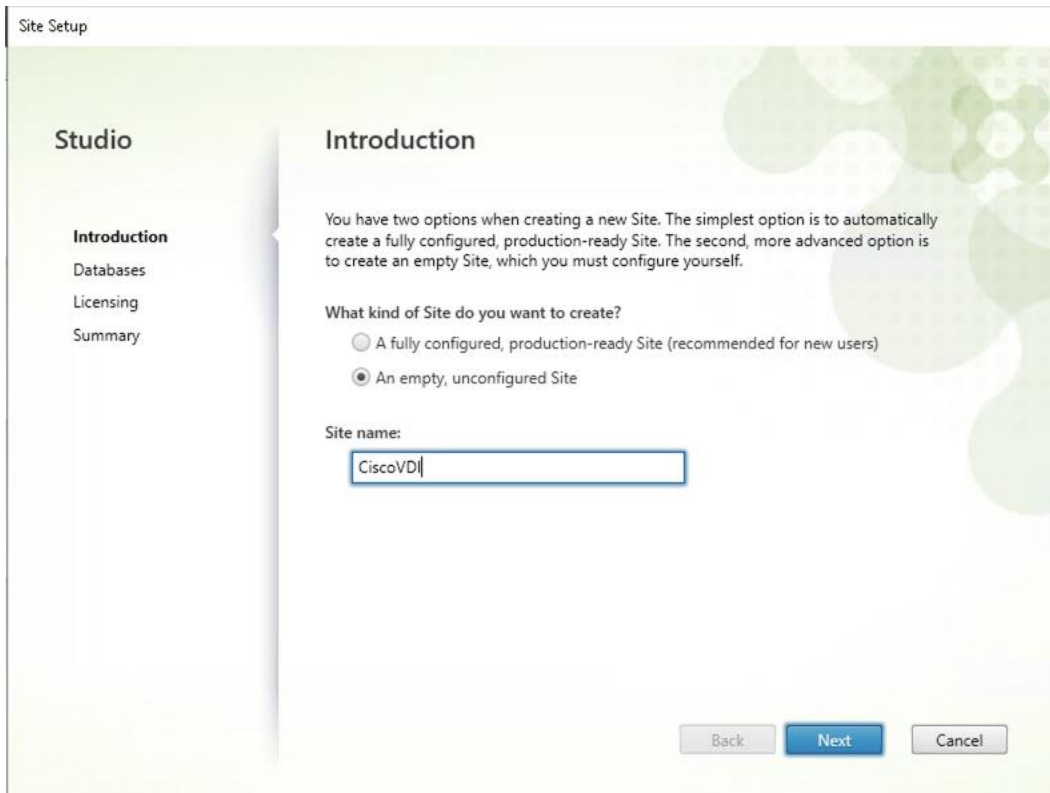 Site Setup
Studio
Introduction
Databases
Licensing
Summary
Introduction
You have two options when creating a new Site. The simplest option is to automatically
create a fully configured, production-ready Site. The second, more advanced option is
to create an empty Site, which you must configure yourself.
What kind of Site do you want to create?
A fully configured, production-ready Site (recommended for new users)
An empty, unconfigured Site
Site name:
CiscoVDI
Back
Next
Cancel